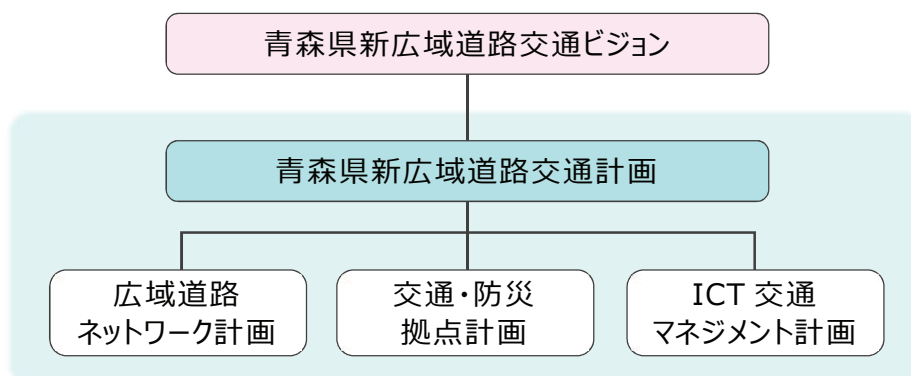 青森県新広域道路交通ビジョン
青森県新広域道路交通計画
広域道路
ネットワーク計画
交通・防災
拠点計画
ICT 交通
マネジメント計画